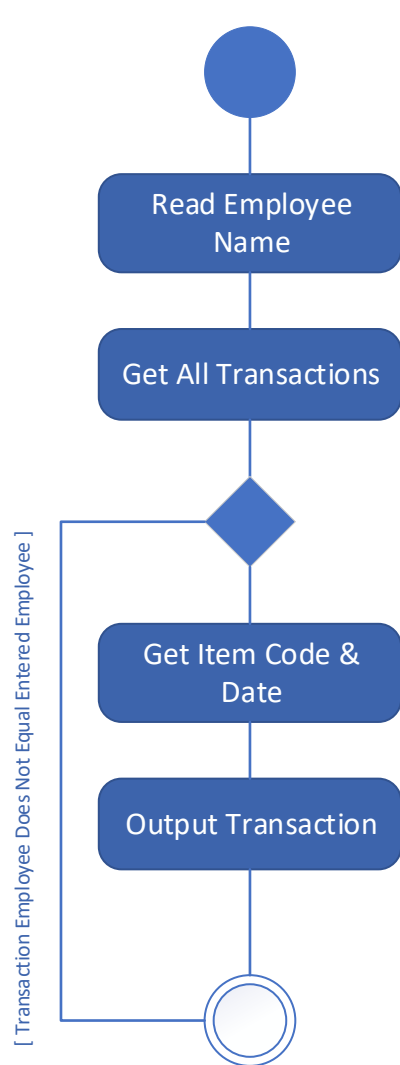 Read Employee
Name
Get All Transactions
[ Transaction Employee Does Not Equal Entered Employee ]
Get Item Code &
Date
Output Transaction